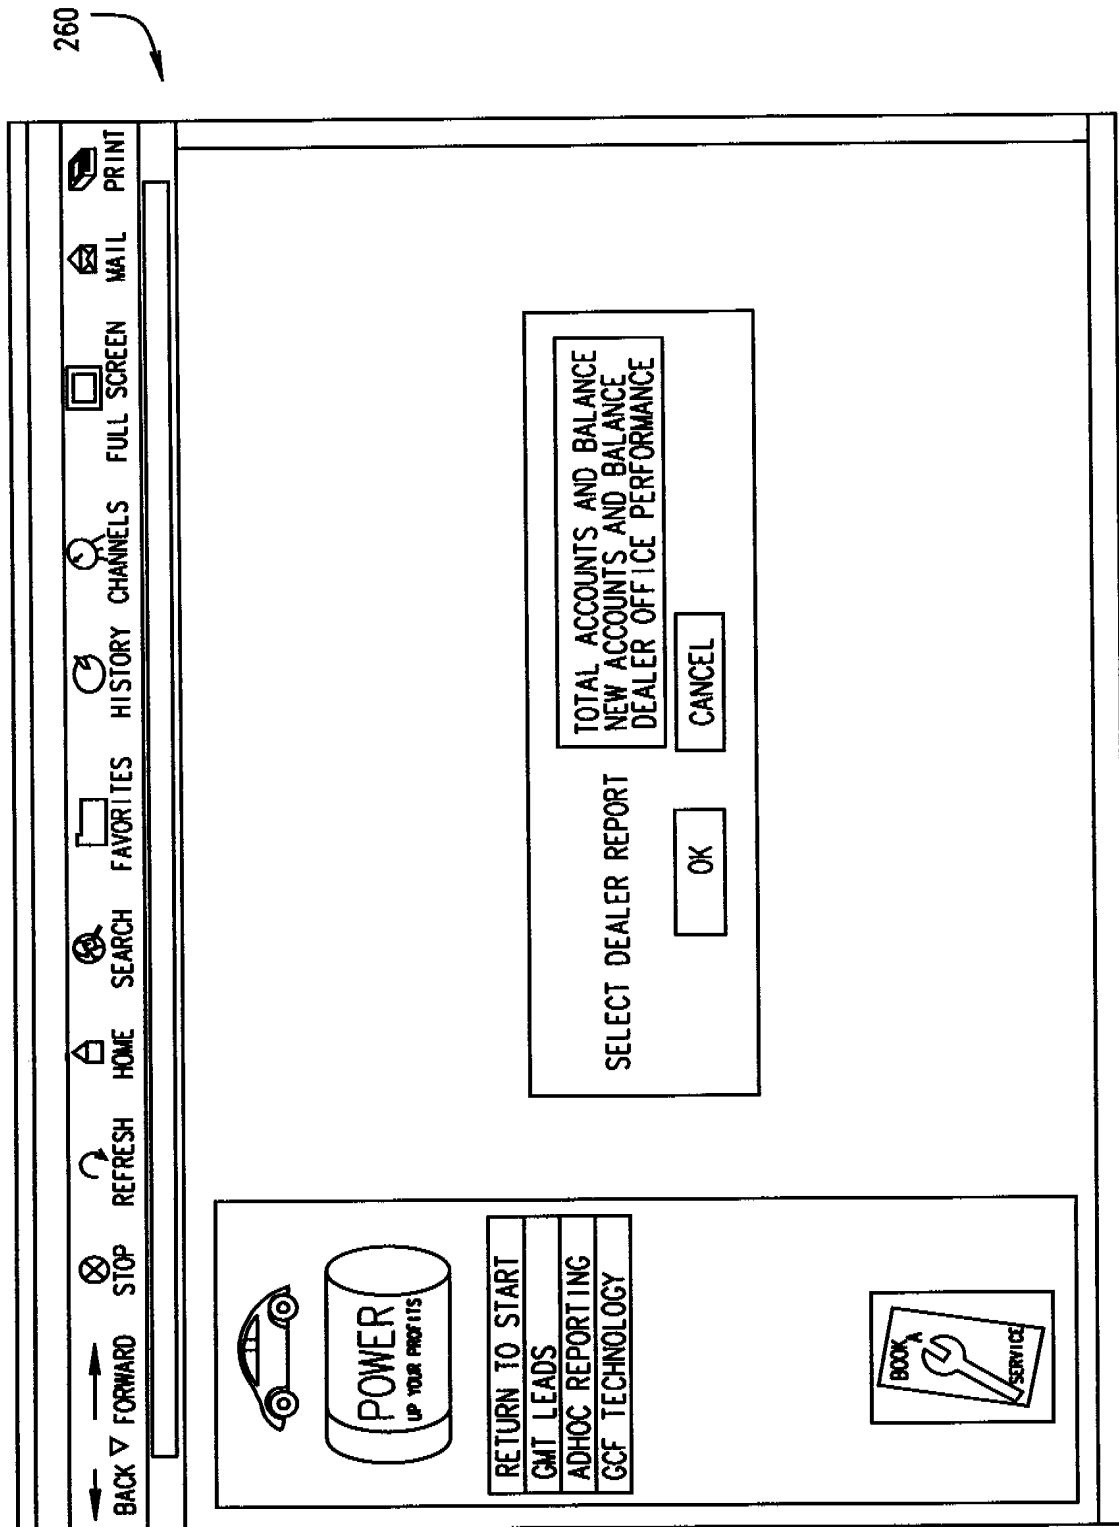 260
BACK ▽ FORWARD STOP REFRESH HOME SEARCH FAVORITES HISTORY CHANNELS FULL SCREEN MAIL PRINT
POWER
UP YOUR PROFITS
RETURN TO START
GMT LEADS
ADHOC REPORTING
GCF TECHNOLOGY
BOOK
A
SERVICE
SELECT DEALER REPORT
TOTAL ACCOUNTS AND BALANCE
NEW ACCOUNTS AND BALANCE
DEALER OFFICE PERFORMANCE
OK
CANCEL